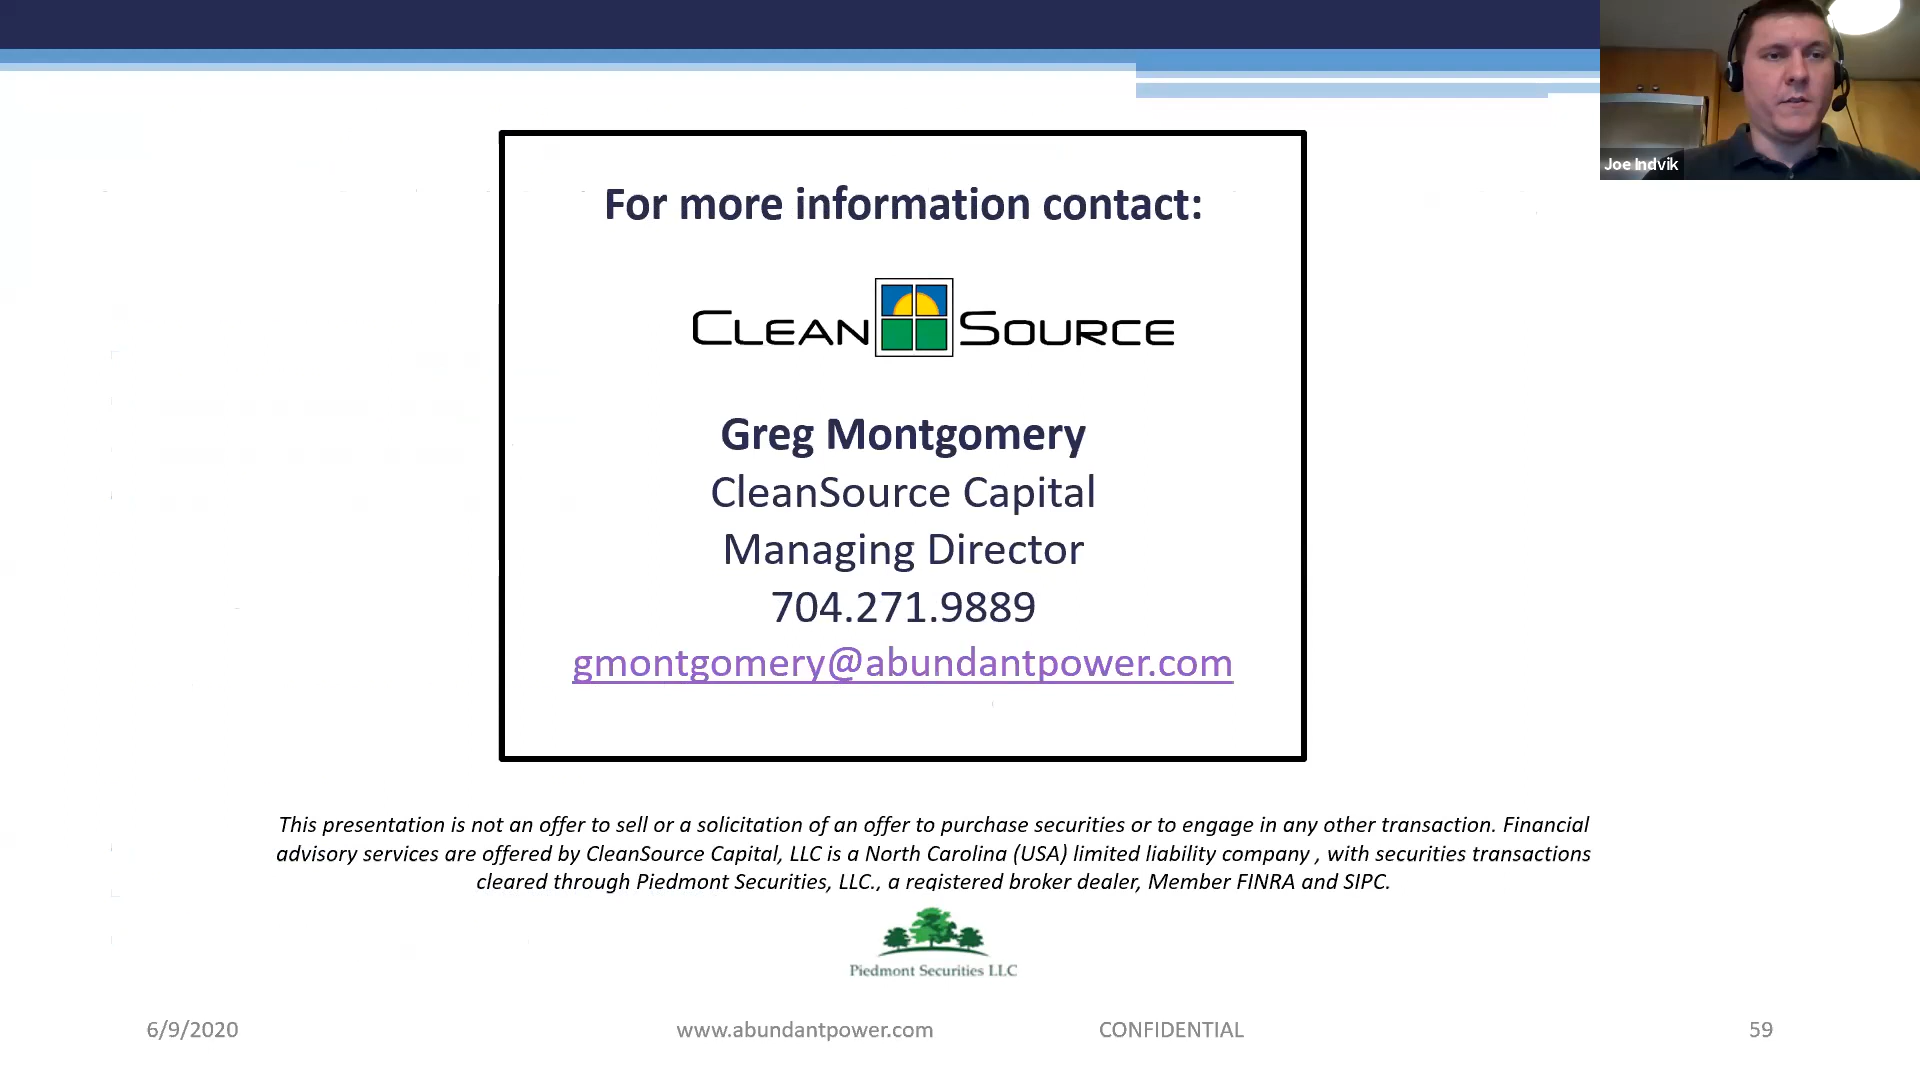 Joe Indvik
For more information contact:
CLEAN SOURCE
Greg Montgomery
CleanSource Capital
Managing Director
704.271.9889
gmontgomery@abundantpower.com
This presentation is not an offer to sell or a solicitation of an offer to purchase securities or to engage in any other transaction. Financial
advisory services are offered by CleanSource Capital, LLC is a North Carolina (USA) limited liability company , with securities transactions
cleared through Piedmont Securities, LLC., a registered broker dealer, Member FINRA and SIPC.
Piedmont Securities LLC
6/9/2020 www.abundantpower.com CONFIDENTIAL 59